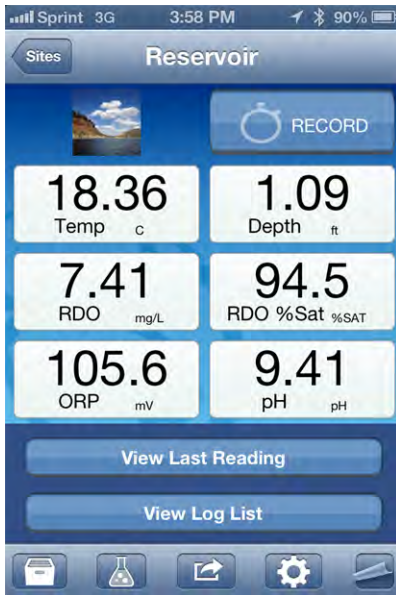 Sprint 3G 3:58 PM 90%
Sites Reservoir
RECORD
18.36 1.09
Temp C Depth ft
7.41 94.5
RDO mg/L RDO %Sat %SAT
105.6 9.41
ORP mV pH pH
View Last Reading
View Log List